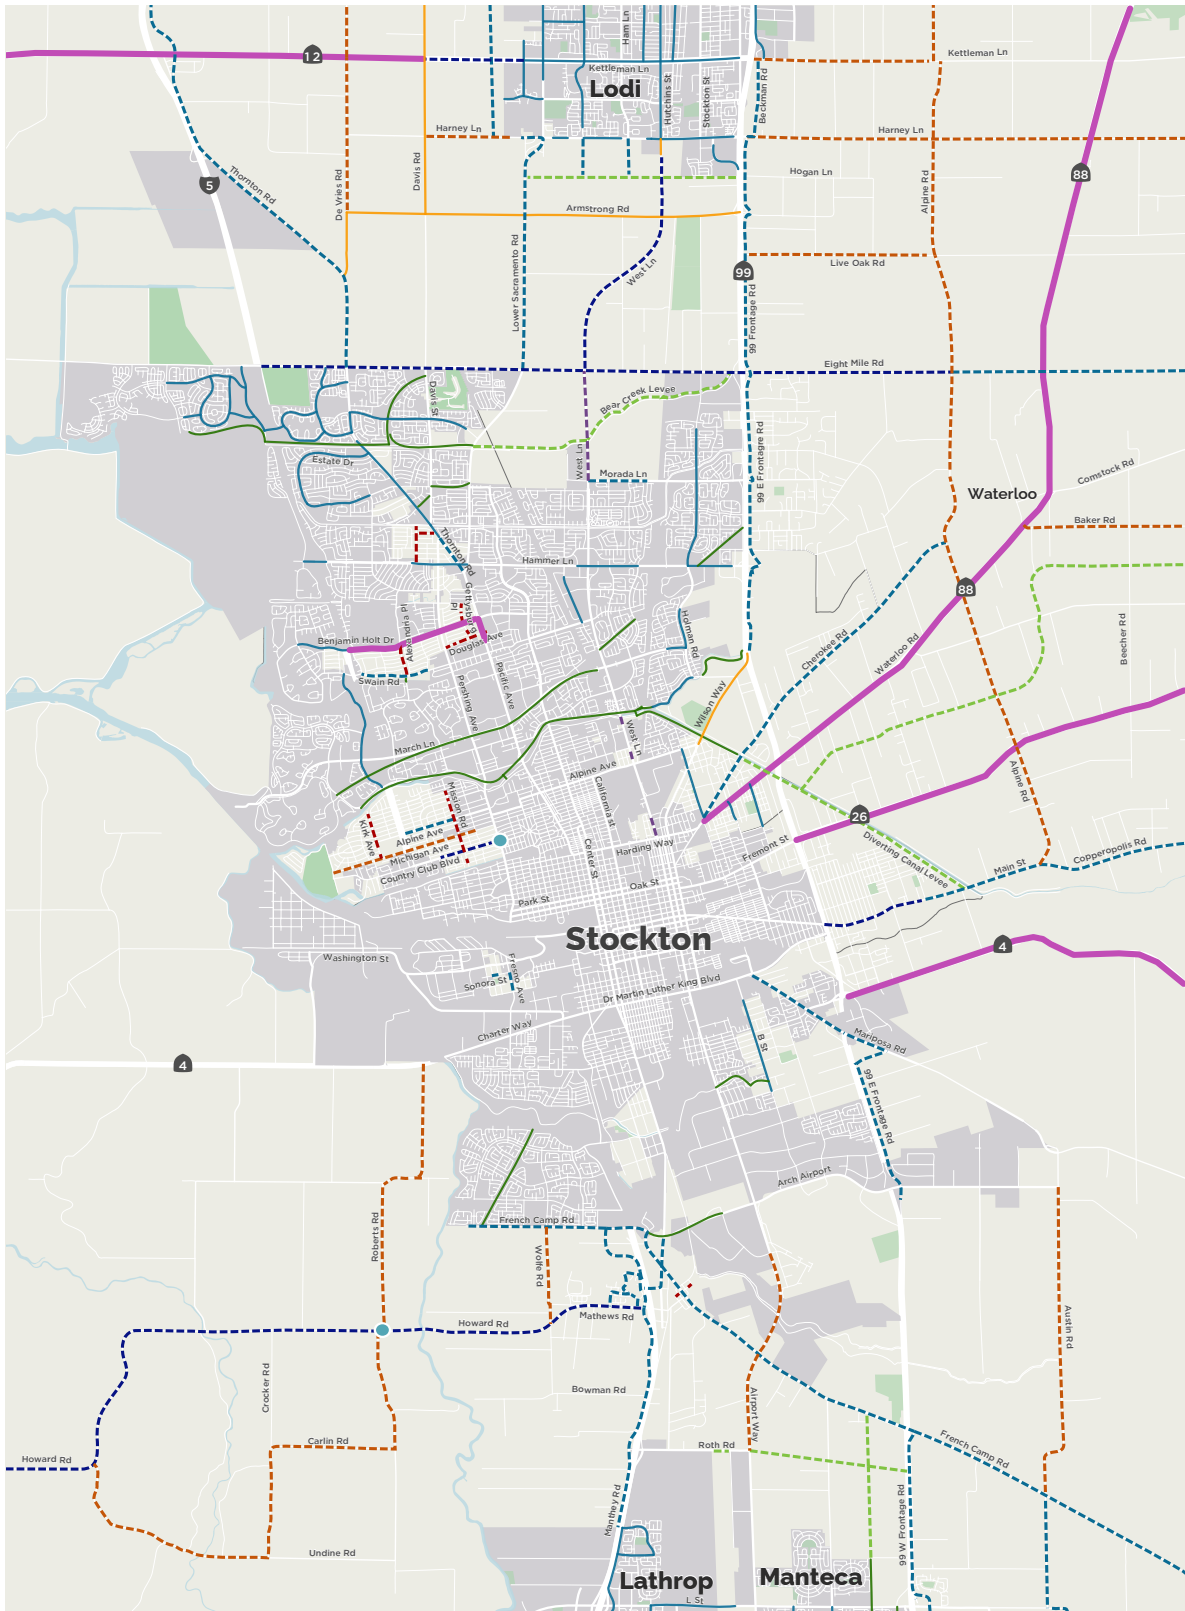 Ham Ln
12
Kettleman Ln
Kettleman Ln
Lodi
Hutchins St
Stockton St
Beckman Rd
Harney Ln
Harney Ln
Davis Rd
Hogan Ln
88
5
Thornton Rd
De Vries Rd
Alpine Rd
Armstrong Rd
Lower Sacramento Rd
West Ln
Live Oak Rd
99
99 Frontage Rd
Eight Mile Rd
Davis St
Bear Creek Levee
99 E Frontagre Rd
Estate Dr
West Ln
Morada Ln
Comstock Rd
Waterloo
Baker Rd
Thornton Rd
Hammer Ln
Gettysburg
Pl
88
Alexandria Pl
Benjamin Holt Dr
Douglas Ave
Holman Rd
Cherokee Rd
Waterloo Rd
Beecher Rd
Swain Rd
Pershing Ave
Pacific Ave
Wilson Way
March Ln
West Ln
Alpine Ave
Alpine Rd
California st
Mission Rd
Kirk Ave
Alpine Ave
Michigan Ave
Country Club Blvd
Center St
Harding Way
Fremont St
26
Diverting Canal Levee
Main St
Copperopolis Rd
Oak St
Park St
Stockton
4
Washington St
Fresno Ave
Sonora St
Dr Martin Luther King Blvd
Charter Way
B St
Mariposa Rd
4
99 E Frontage Rd
Arch Airport
French Camp Rd
Roberts Rd
Wolfe Rd
Mathews Rd
Howard Rd
Austin Rd
Crocker Rd
Bowman Rd
Airport Way
Carlin Rd
Roth Rd
Howard Rd
French Camp Rd
Manthey Rd
99 W Frontage Rd
Undine Rd
Lathrop
Manteca
L St